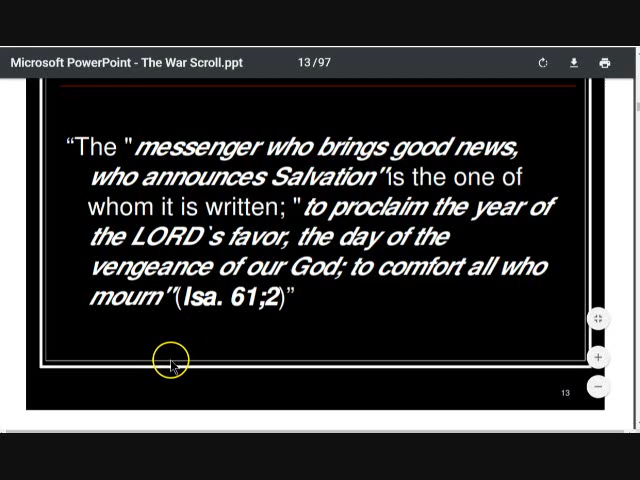 Microsoft PowerPoint - The War Scroll.ppt
13 / 97
“The " messenger who brings good news,
who announces Salvation"is the one of
whom it is written; " to proclaim the year of
the LORD`s favor, the day of the
vengeance of our God; to comfort all who
mourn"(Isa. 61;2)”
13